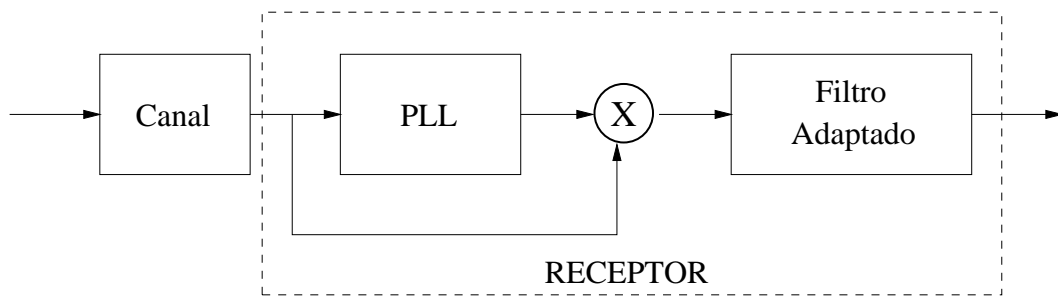 Canal
PLL
X
Filtro
Adaptado
RECEPTOR